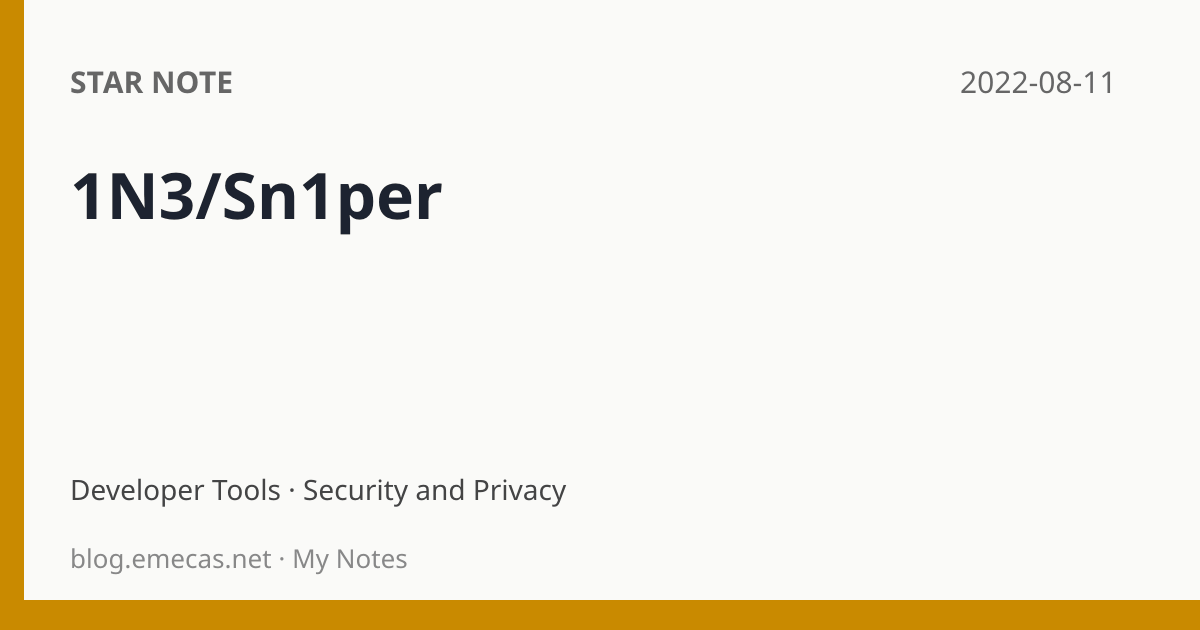 STAR NOTE
2022-08-11
1N3/Sn1per
Developer Tools · Security and Privacy
blog.emecas.net · My Notes